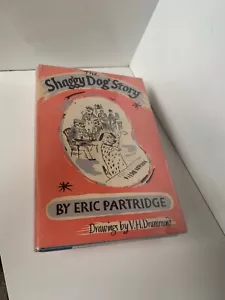 The
Shaggy Dog Story
BY ERIC PARTRIDGE
Drawings by V.H. Drummond